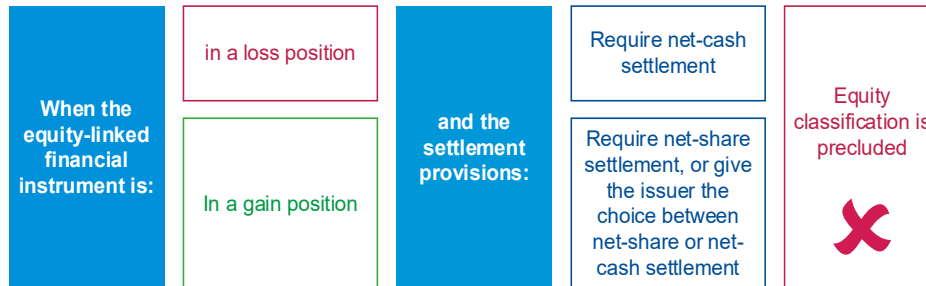 When the
equity-linked
financial
instrument is:
in a loss position
In a gain position
and the
settlement
provisions:
Require net-cash
settlement
Require net-share
settlement, or give
the issuer the
choice between
net-share or net-
cash settlement
Equity
classification is
precluded